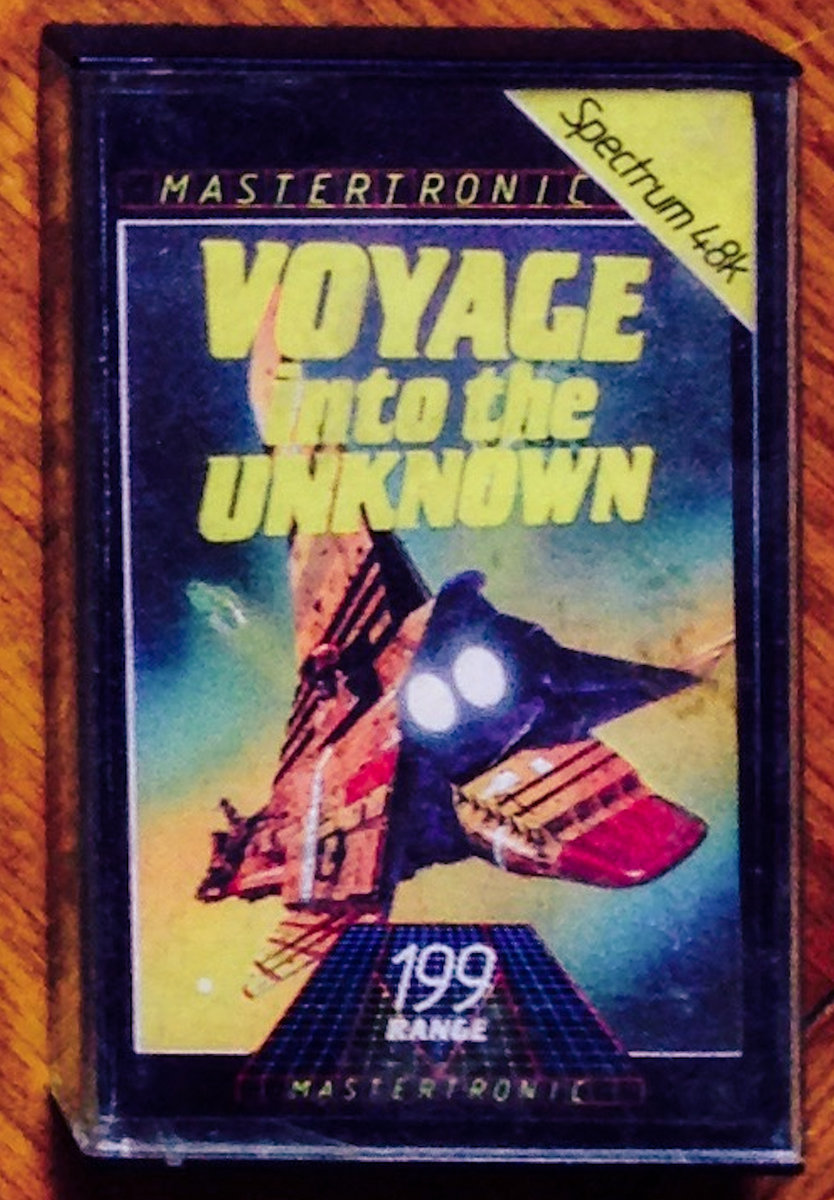 Spectrum 48k
MASTERTRONIC
VOYAGE
into the
UNKNOWN
199
RANGE
MASTERTRONIC